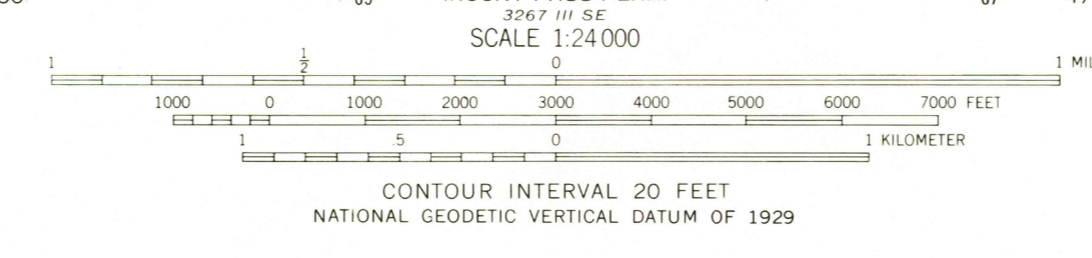 3267 III SE
SCALE 1:24 000
1 ½ 0 1
1000 0 1000 2000 3000 4000 5000 6000 7000 FEET
1 .5 0 1 KILOMETER
CONTOUR INTERVAL 20 FEET
NATIONAL GEODETIC VERTICAL DATUM OF 1929